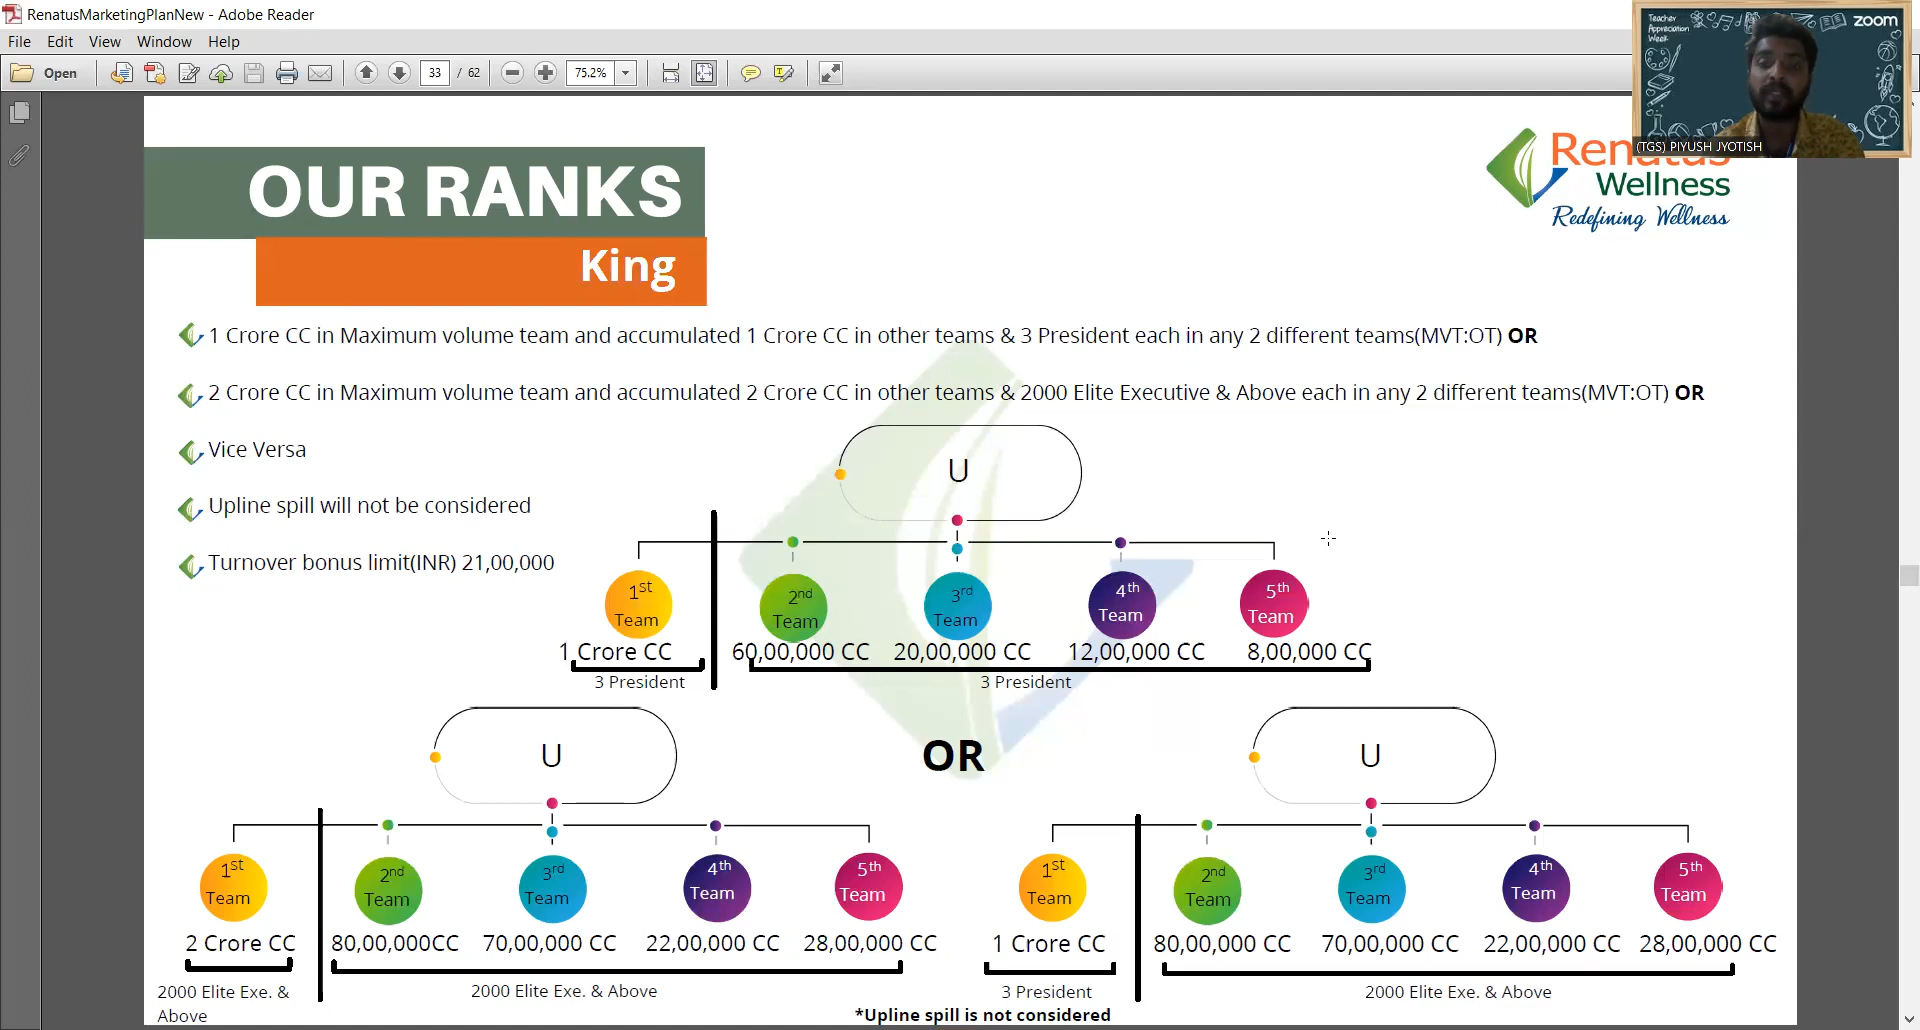 RenatusMarketingPlanNew - Adobe Reader
File Edit View Window Help
Open 33 / 62 75.2%
Teacher
Appreciation
Week
zoom
(TGS) PIYUSH JYOTISH
Renatus
Wellness
Redefining Wellness
OUR RANKS
King
1 Crore CC in Maximum volume team and accumulated 1 Crore CC in other teams & 3 President each in any 2 different teams(MVT:OT) OR
2 Crore CC in Maximum volume team and accumulated 2 Crore CC in other teams & 2000 Elite Executive & Above each in any 2 different teams(MVT:OT) OR
Vice Versa
Upline spill will not be considered
Turnover bonus limit(INR) 21,00,000
U
1st Team 2nd Team 3rd Team 4th Team 5th Team
1 Crore CC 60,00,000 CC 20,00,000 CC 12,00,000 CC 8,00,000 CC
3 President 3 President
U OR U
1st Team 2nd Team 3rd Team 4th Team 5th Team 1st Team 2nd Team 3rd Team 4th Team 5th Team
2 Crore CC 80,00,000CC 70,00,000 CC 22,00,000 CC 28,00,000 CC 1 Crore CC 80,00,000 CC 70,00,000 CC 22,00,000 CC 28,00,000 CC
2000 Elite Exe. &
Above
2000 Elite Exe. & Above 3 President 2000 Elite Exe. & Above
*Upline spill is not considered